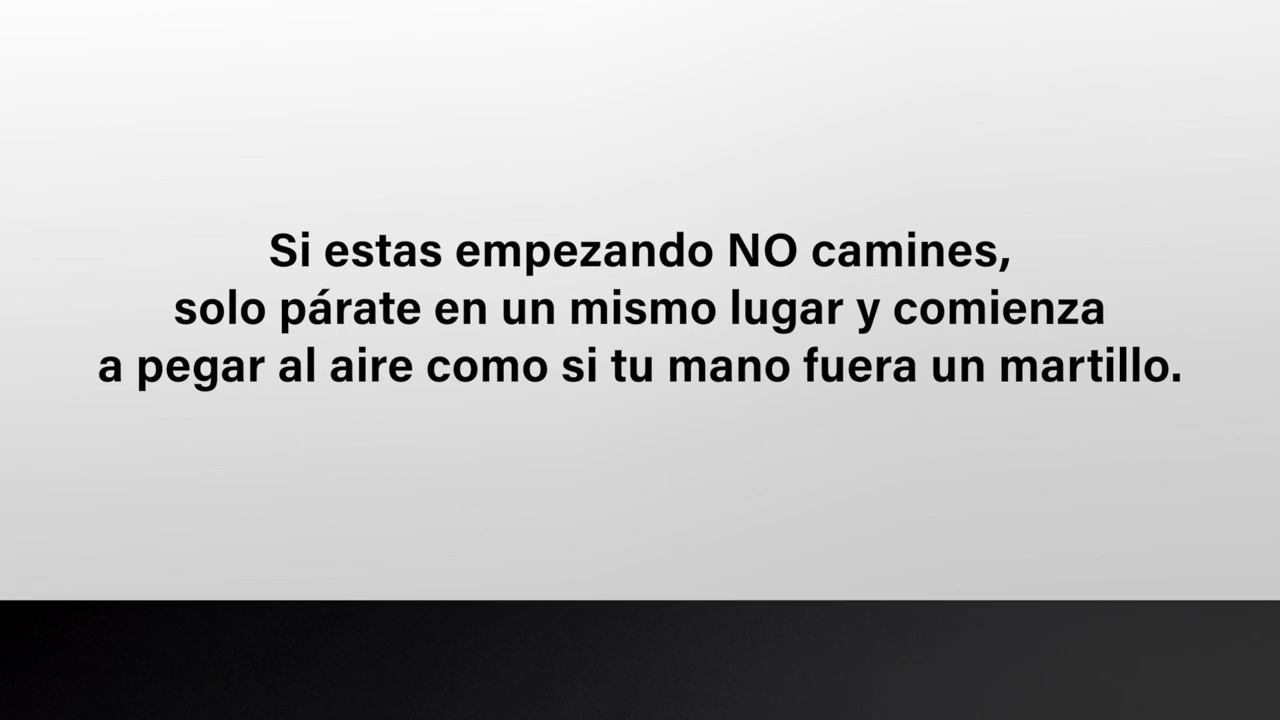 Si estas empezando NO camines,
solo párate en un mismo lugar y comienza
a pegar al aire como si tu mano fuera un martillo.